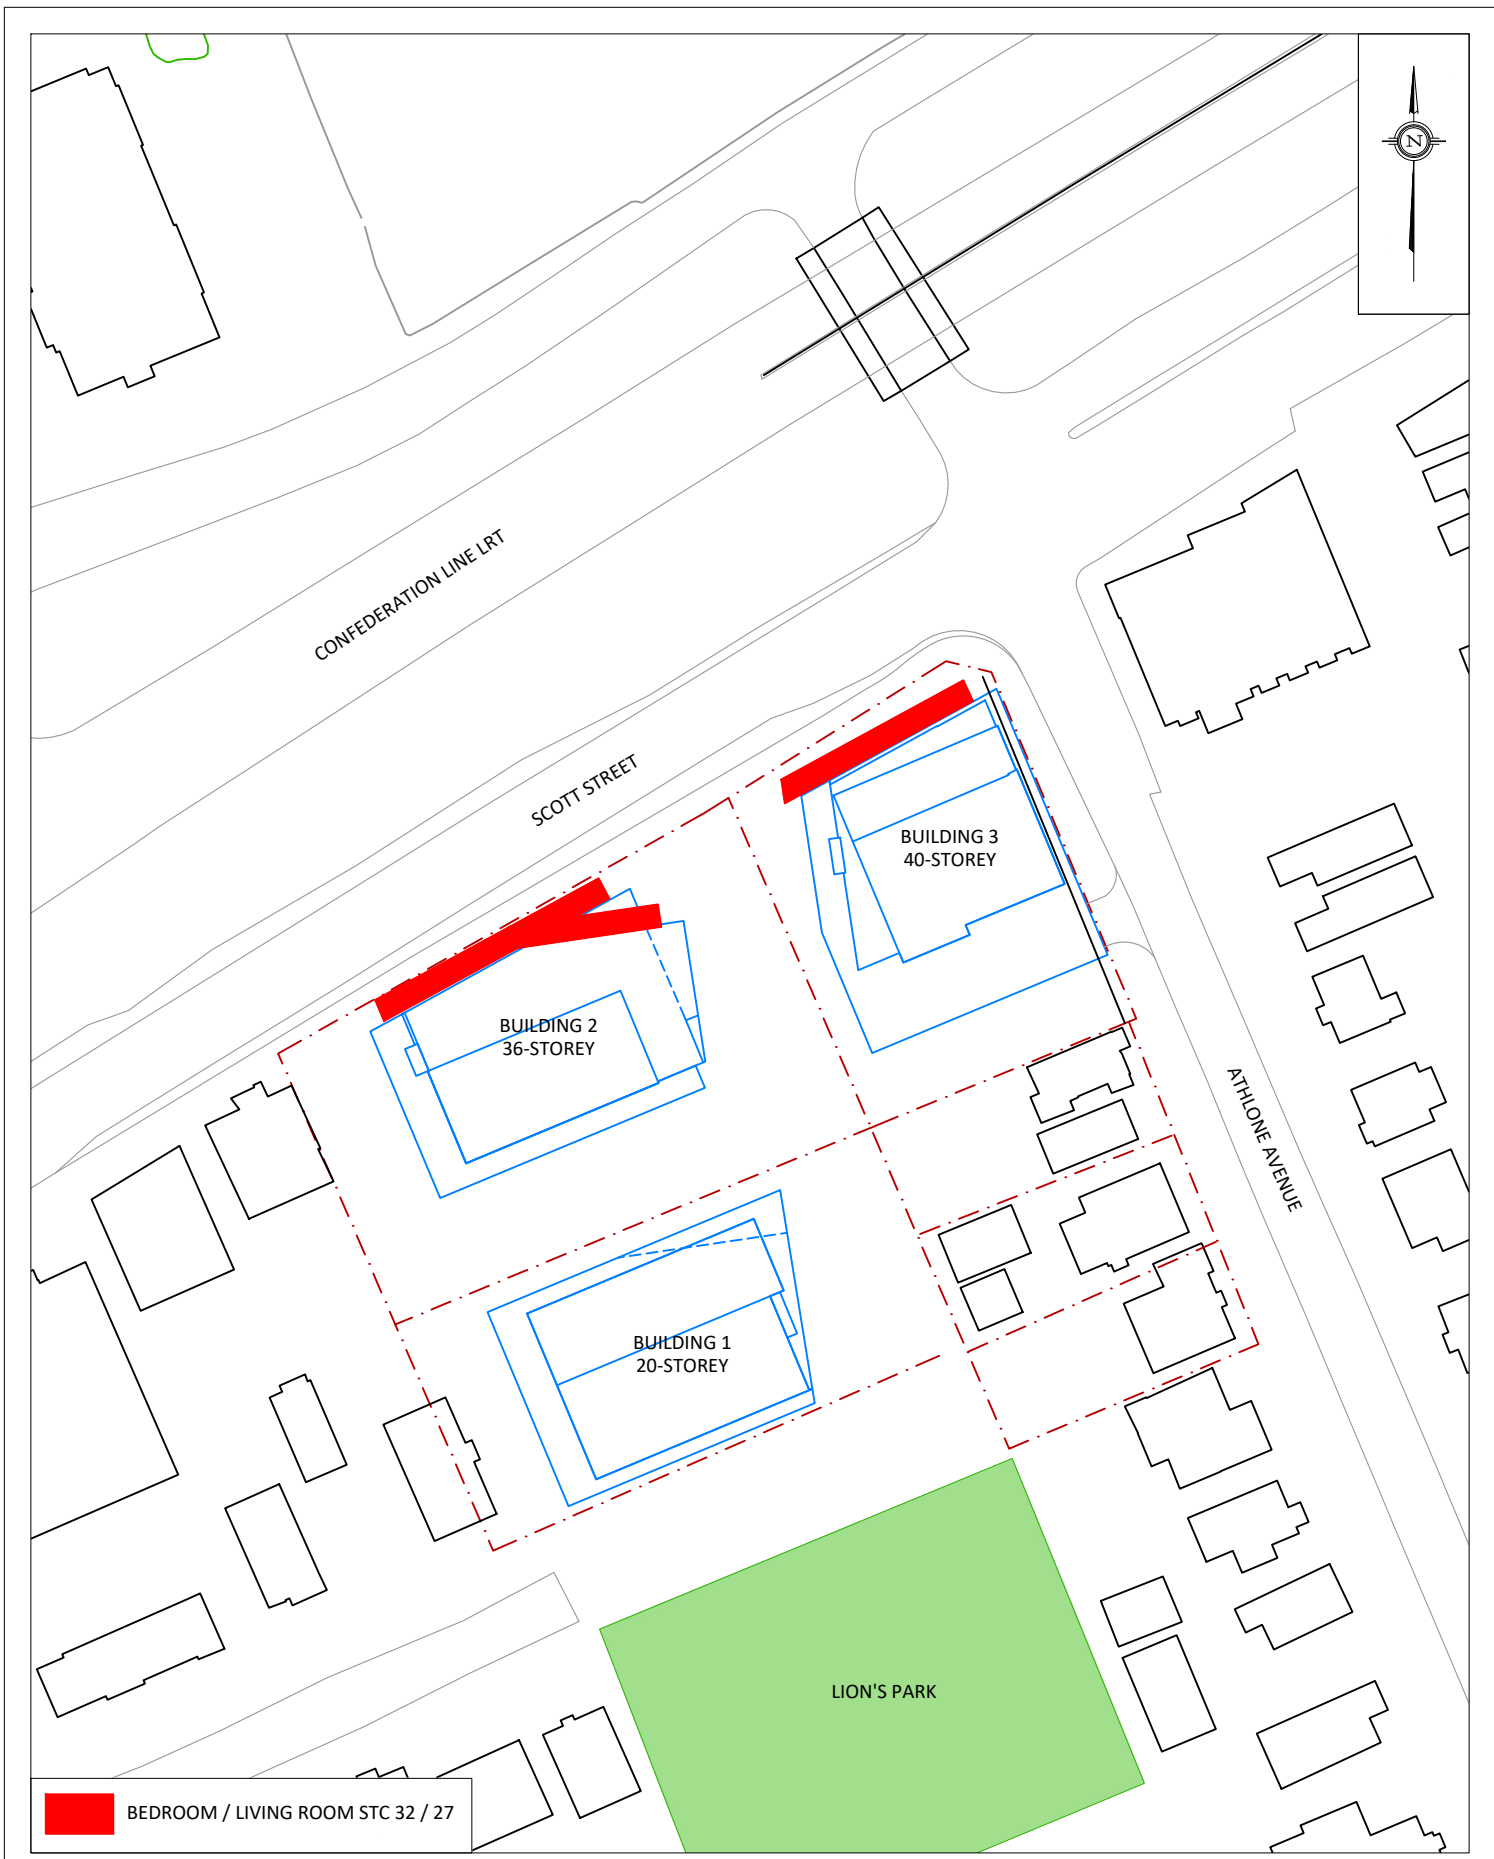 N
CONFEDERATION LINE LRT
SCOTT STREET
BUILDING 3
40-STOREY
BUILDING 2
36-STOREY
ATHLONE AVENUE
BUILDING 1
20-STOREY
LION'S PARK
BEDROOM / LIVING ROOM STC 32 / 27